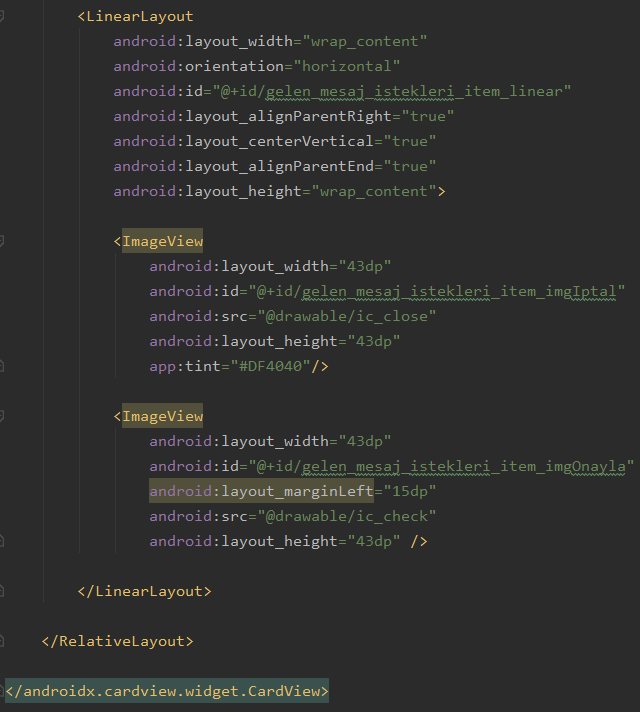 <LinearLayout
android:layout_width="wrap_content"
android:orientation="horizontal"
android:id="@+id/gelen_mesaj_istekleri_item_linear"
android:layout_alignParentRight="true"
android:layout_centerVertical="true"
android:layout_alignParentEnd="true"
android:layout_height="wrap_content">
<ImageView
android:layout_width="43dp"
android:id="@+id/gelen_mesaj_istekleri_item_imgIptal"
android:src="@drawable/ic_close"
android:layout_height="43dp"
app:tint="#DF4040"/>
<ImageView
android:layout_width="43dp"
android:id="@+id/gelen_mesaj_istekleri_item_imgOnayla"
android:layout_marginLeft="15dp"
android:src="@drawable/ic_check"
android:layout_height="43dp" />
</LinearLayout>
</RelativeLayout>
</androidx.cardview.widget.CardView>